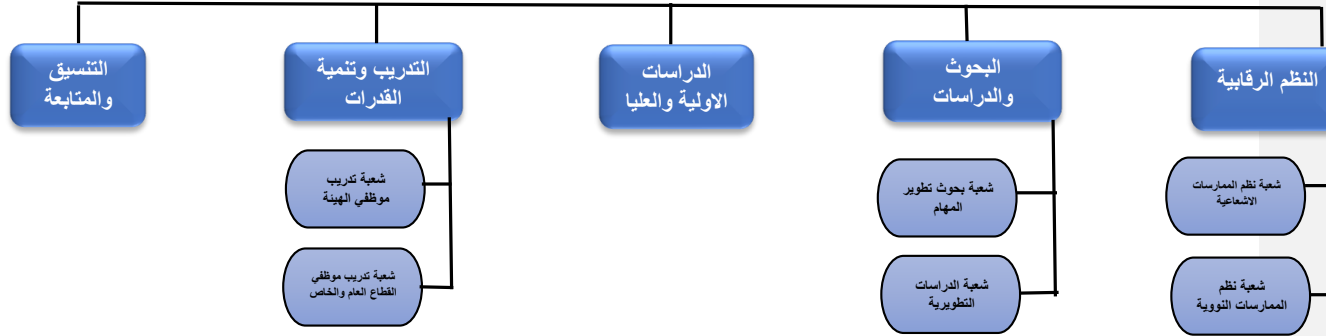 النظم الرقابية
البحوث
والدراسات
الدراسات
الاولية والعليا
التدريب وتنمية
القدرات
التنسيق
والمتابعة
شعبة نظم الممارسات
الاشعاعية
شعبة بحوث تطوير
المهام
شعبة تدريب
موظفي الهيئة
شعبة نظم
الممارسات النووية
شعبة الدراسات
التطويرية
شعبة تدريب موظفي
القطاع العام والخاص